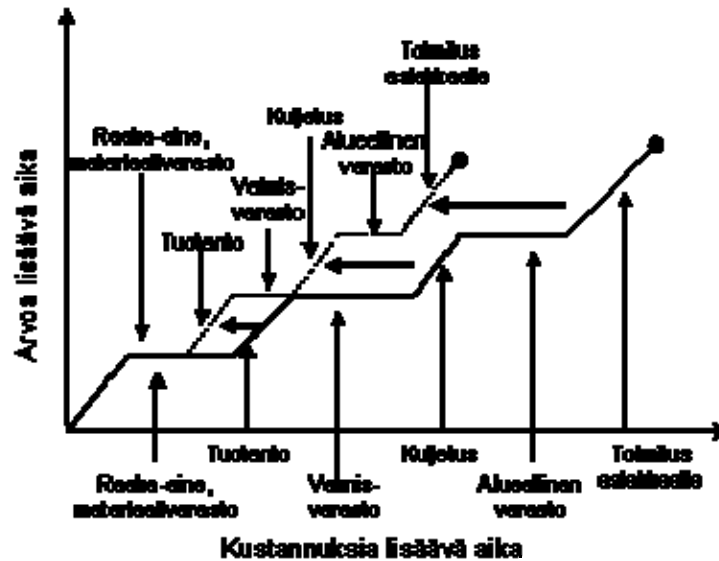 Toimitus
asiakkaalle
Kuljetus
Alueellinen
varasto
Raaka-aine,
materiaalivarasto
Valmis-
varasto
Tuotanto
Arvoa lisäävä aika
Tuotanto
Kuljetus
Toimitus
asiakkaalle
Raaka-aine,
materiaalivarasto
Valmis-
varasto
Alueellinen
varasto
Kustannuksia lisäävä aika